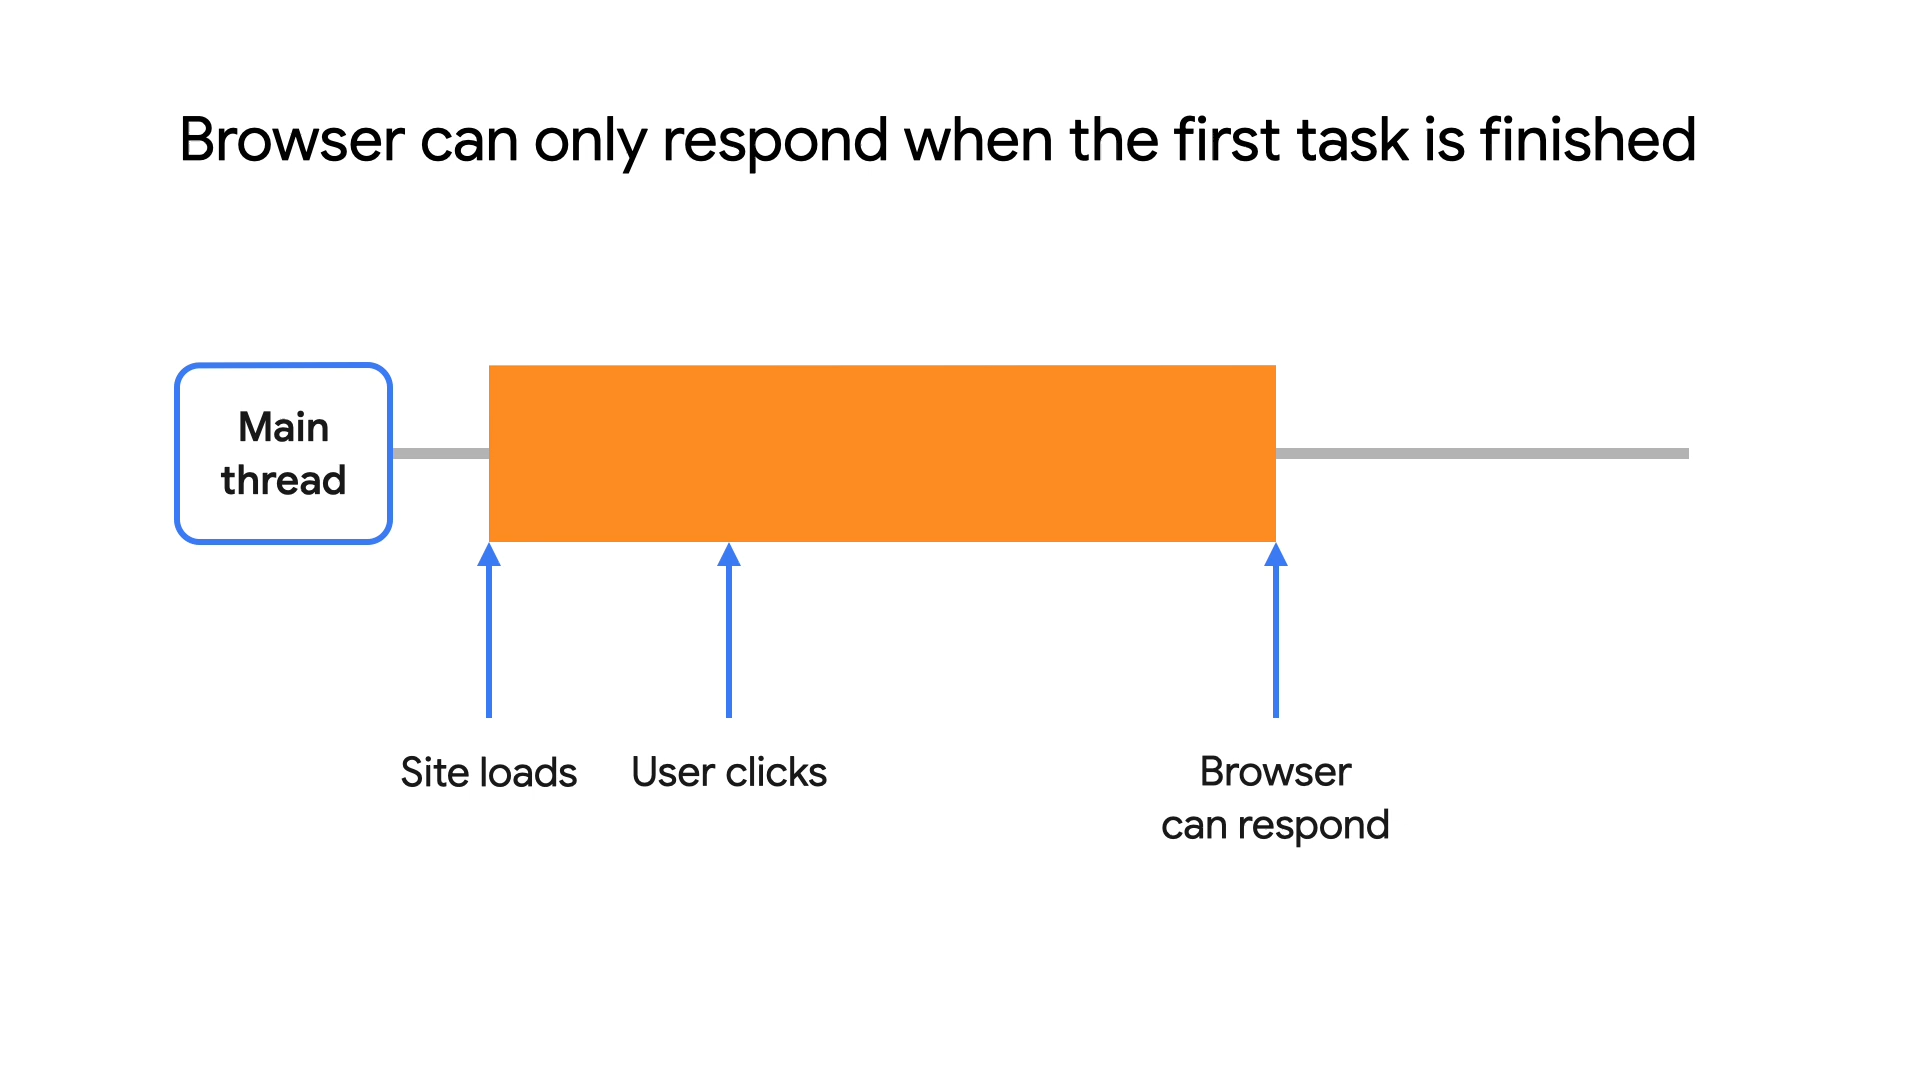 Browser can only respond when the first task is finished
Main
thread
Site loads
User clicks
Browser
can respond